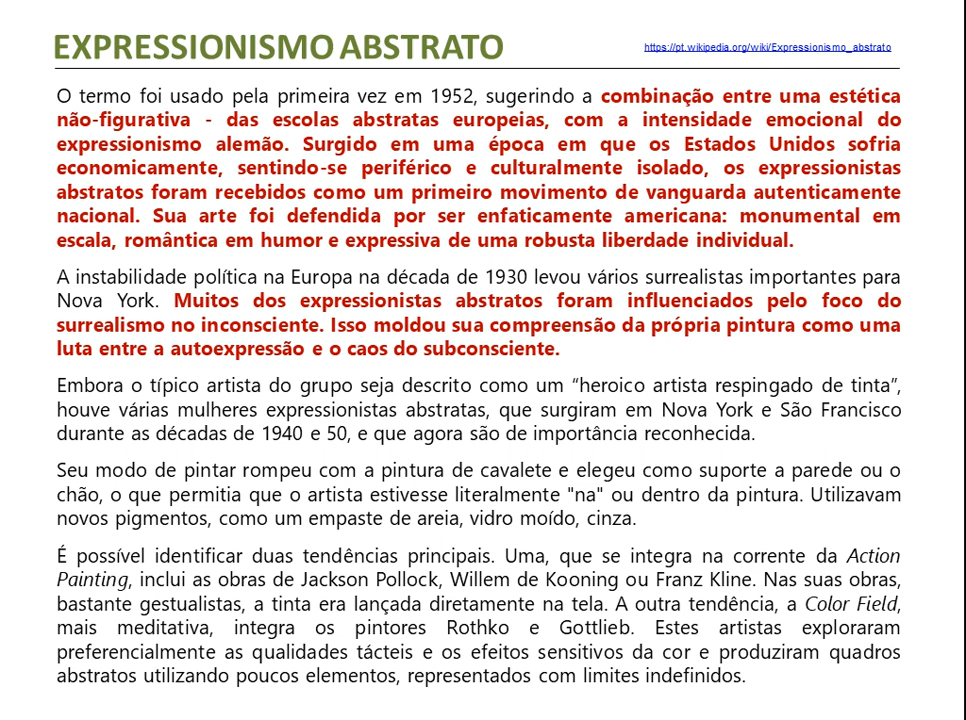 EXPRESSIONISMO ABSTRATO
https://pt.wikipedia.org/wiki/Expressionismo_abstrato
O termo foi usado pela primeira vez em 1952, sugerindo a combinação entre uma estética
não-figurativa - das escolas abstratas europeias, com a intensidade emocional do
expressionismo alemão. Surgido em uma época em que os Estados Unidos sofria
economicamente, sentindo-se periférico e culturalmente isolado, os expressionistas
abstratos foram recebidos como um primeiro movimento de vanguarda autenticamente
nacional. Sua arte foi defendida por ser enfaticamente americana: monumental em
escala, romântica em humor e expressiva de uma robusta liberdade individual.
A instabilidade política na Europa na década de 1930 levou vários surrealistas importantes para
Nova York. Muitos dos expressionistas abstratos foram influenciados pelo foco do
surrealismo no inconsciente. Isso moldou sua compreensão da própria pintura como uma
luta entre a autoexpressão e o caos do subconsciente.
Embora o típico artista do grupo seja descrito como um “heroico artista respingado de tinta”,
houve várias mulheres expressionistas abstratas, que surgiram em Nova York e São Francisco
durante as décadas de 1940 e 50, e que agora são de importância reconhecida.
Seu modo de pintar rompeu com a pintura de cavalete e elegeu como suporte a parede ou o
chão, o que permitia que o artista estivesse literalmente "na" ou dentro da pintura. Utilizavam
novos pigmentos, como um empaste de areia, vidro moído, cinza.
É possível identificar duas tendências principais. Uma, que se integra na corrente da Action
Painting, inclui as obras de Jackson Pollock, Willem de Kooning ou Franz Kline. Nas suas obras,
bastante gestualistas, a tinta era lançada diretamente na tela. A outra tendência, a Color Field,
mais meditativa, integra os pintores Rothko e Gottlieb. Estes artistas exploraram
preferencialmente as qualidades tácteis e os efeitos sensitivos da cor e produziram quadros
abstratos utilizando poucos elementos, representados com limites indefinidos.